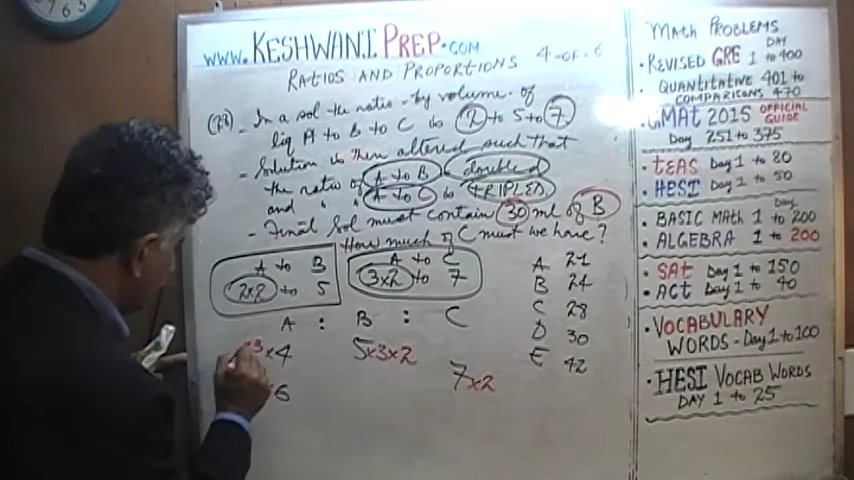 www.KESHWANIPREP.COM
RATIOS AND PROPORTIONS 4-OF-6
In a sol the ratio by volume of
liq A to B to C is 2 to 5 to 7
- Solution is then altered such that
the ratio of A to B is doubled
and " " A to C is TRIPLED
- Final Sol must contain 30 ml of B
How much of C must we have?
A to B
2x2 to 5
A to C
3x2 to 7
A 21
B 24
C 28
D 30
E 42
A : B : C
x3 x4 5x3x2
7x2
6
MATH PROBLEMS
• REVISED GRE DAY 1 TO 400
• QUANTITATIVE 401 to
COMPARISONS 470
GMAT 2015 OFFICIAL GUIDE
Day 251 to 375
• TEAS Day 1 to 80
• HESI Day 1 to 50
• BASIC MATH Day 1 to 200
• ALGEBRA 1 to 200
• SAT Day 1 to 150
• ACT Day 1 to 40
• VOCABULARY
WORDS - Day 1 to 100
• HESI VOCAB WORDS
DAY 1 to 25